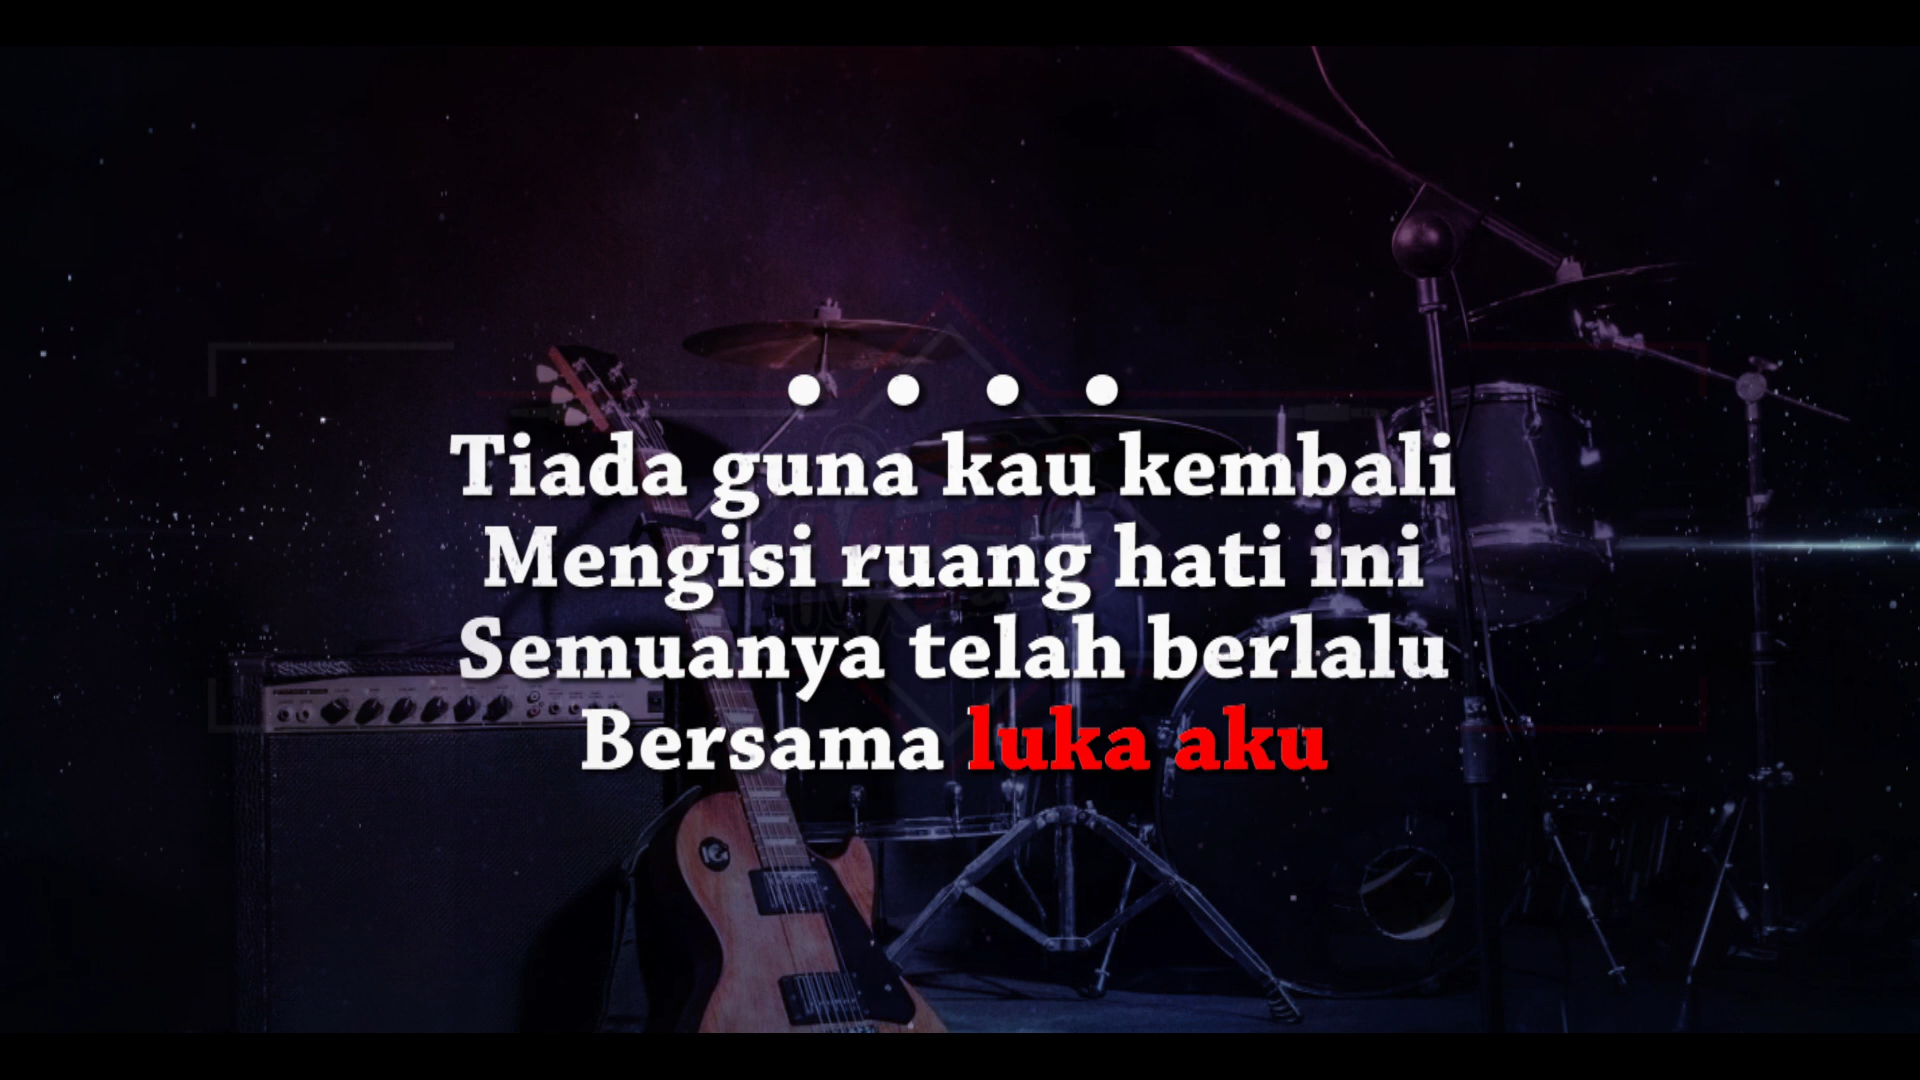 • • • •
Tiada guna kau kembali
Mengisi ruang hati ini
Semuanya telah berlalu
Bersama luka aku